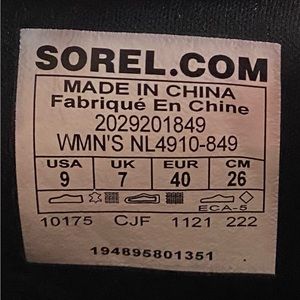 SOREL.COM
MADE IN CHINA
Fabriqué En Chine
2029201849
WMN'S NL4910-849
USA UK EUR CM
9 7 40 26
ECA-5
10175 CJF 1121 222
194895801351